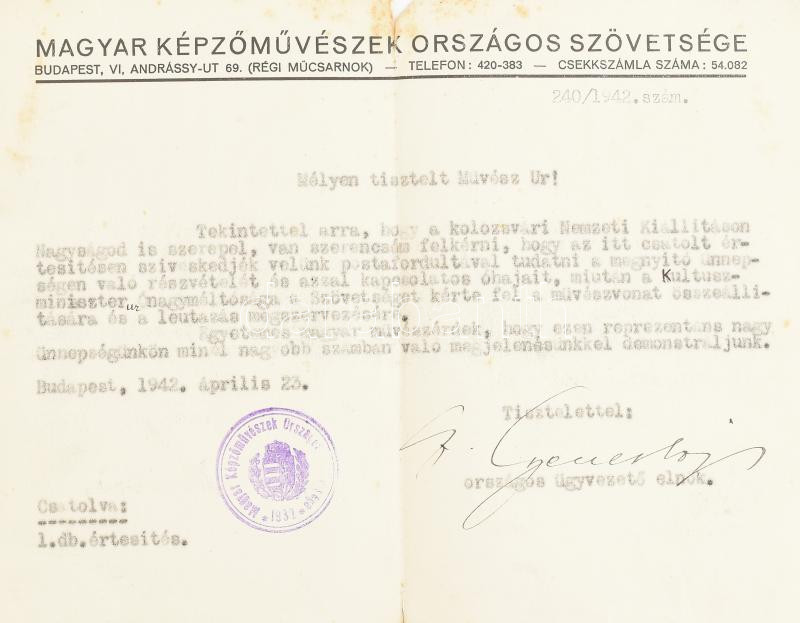 MAGYAR KÉPZŐMŰVÉSZEK ORSZÁGOS SZÖVETSÉGE
BUDAPEST, VI, ANDRÁSSY-UT 69. (RÉGI MŰCSARNOK) — TELEFON: 420-383 — CSEKKSZÁMLA SZÁMA: 54.082
240/1942.szám.
Mélyen tisztelt Művész Ur!
Tekintettel arra, hogy a kolozsvári Nemzeti Kiállitáson
Nagyságod is szerepel, van szerencsém felkérni, hogy az itt csatolt ér-
tesitésen sziveskedjék velünk postafordultával tudatni a megnyitó ünnep-
ségen való részvételét és azzal kapcsolatos óhajait, miután a Kultusz-
miniszter ur nagyméltósága a Szövetséget kérte fel a művészvonat összeálli-
tására és a leutazás megszervezésére.
Egyetemes magyar művészérdek, hogy ezen reprezentáns nagy
ünnepségünkön minél nagyobb számban való megjelenésünkkel demonstráljunk.
Budapest, 1942. április 23.
Tisztelettel:
országos ügyvezető elnök.
Magyar Képzőművészek Országos
1937
Csatolva:
1.db.értesités.